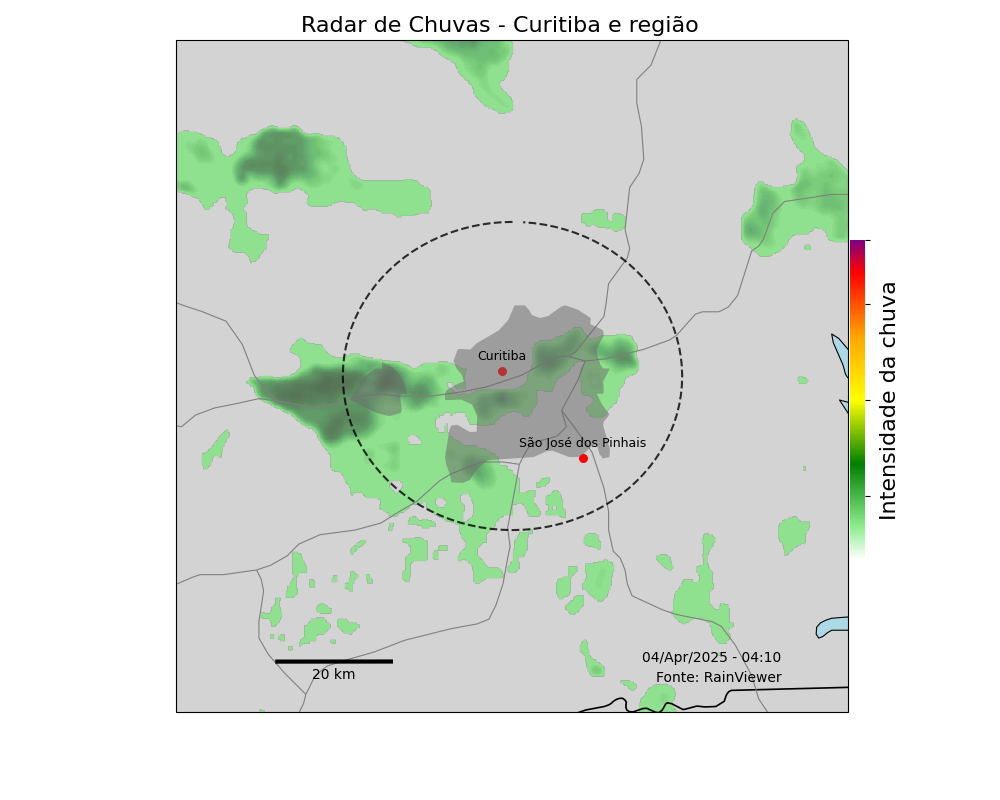 Radar de Chuvas - Curitiba e região
Curitiba
São José dos Pinhais
Intensidade da chuva
04/Apr/2025 - 04:10
Fonte: RainViewer
20 km